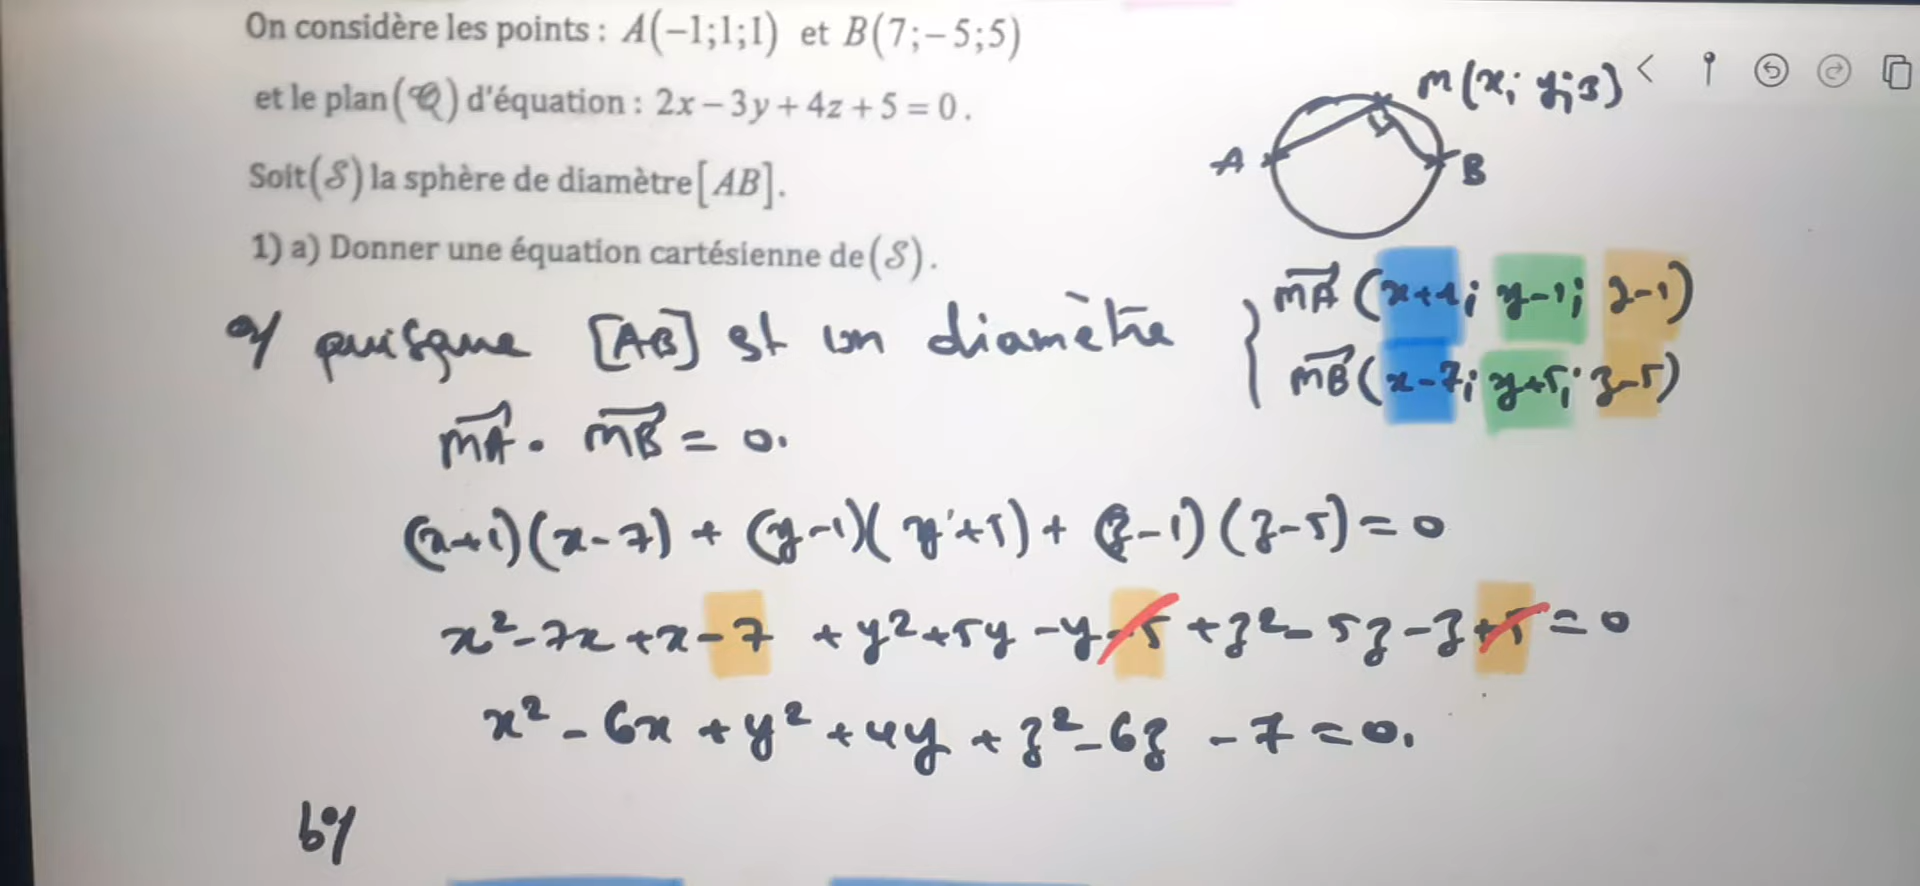 On considère les points : A(−1;1;1) et B(7;−5;5)
et le plan (Q) d'équation : 2x − 3y + 4z + 5 = 0.
Soit (S) la sphère de diamètre [AB].
1) a) Donner une équation cartésienne de (S).
M(x; y; z)
A
B
a/ puisque [AB] est un diamètre
MA (x+1; y-1; z-1)
MB (x-7; y+5; z-5)
MA . MB = 0.
(x+1)(x-7) + (y-1)(y+5) + (z-1)(z-5) = 0
x² - 7x + x - 7 + y² + 5y - y - 5 + z² - 5z - z + 5 = 0
x² - 6x + y² + 4y + z² - 6z - 7 = 0.
b/